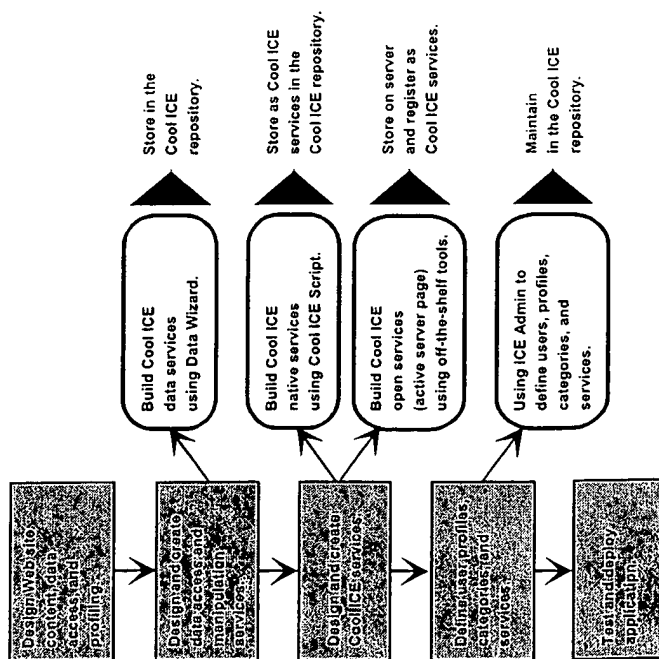 Design Web site,
content, data
access and
profiling.
Design and create
data access and
manipulation
services.
Build Cool ICE
data services
using Data Wizard.
Store in the
Cool ICE
repository.
Design and create
Cool ICE services.
Build Cool ICE
native services
using Cool ICE Script.
Store as Cool ICE
services in the
Cool ICE repository.
Build Cool ICE
open services
(active server page)
using off-the-shelf tools.
Store on server
and register as
Cool ICE services.
Define user profiles,
categories, and
services.
Using ICE Admin to
define users, profiles,
categories, and
services.
Maintain
in the Cool ICE
repository.
Test and deploy
application.